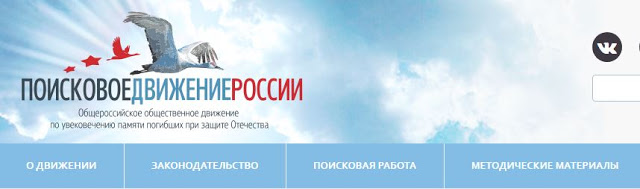 ПОИСКОВОЕДВИЖЕНИЕРОССИИ
Общероссийское общественное движение
по увековечению памяти погибших при защите Отечества
О ДВИЖЕНИИ
ЗАКОНОДАТЕЛЬСТВО
ПОИСКОВАЯ РАБОТА
МЕТОДИЧЕСКИЕ МАТЕРИАЛЫ